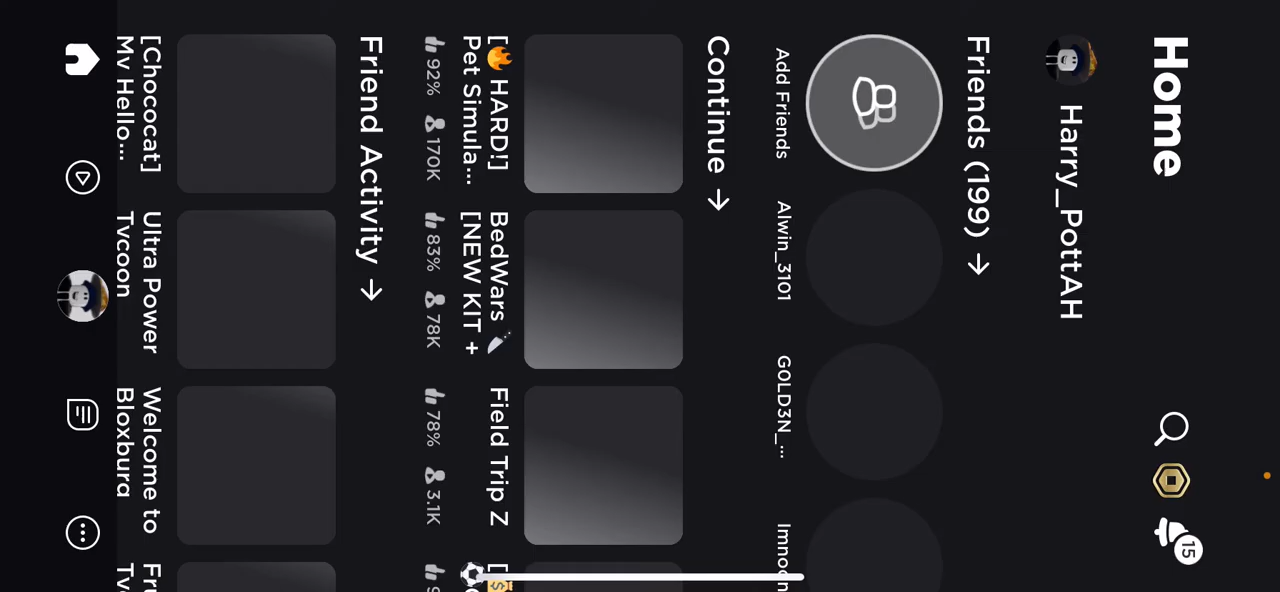 Home
15
Harry_PottAH
Friends (199) →
Add Friends
Alwin_3101
G0LD3N_...
Continue →
[🔥 HARD!]
Pet Simula...
92% 170K
BedWars
[NEW KIT +
83% 78K
Field Trip Z
78% 3.1K
Friend Activity →
[Chococat]
My Hello...
Ultra Power
Tycoon
Welcome to
Bloxburg